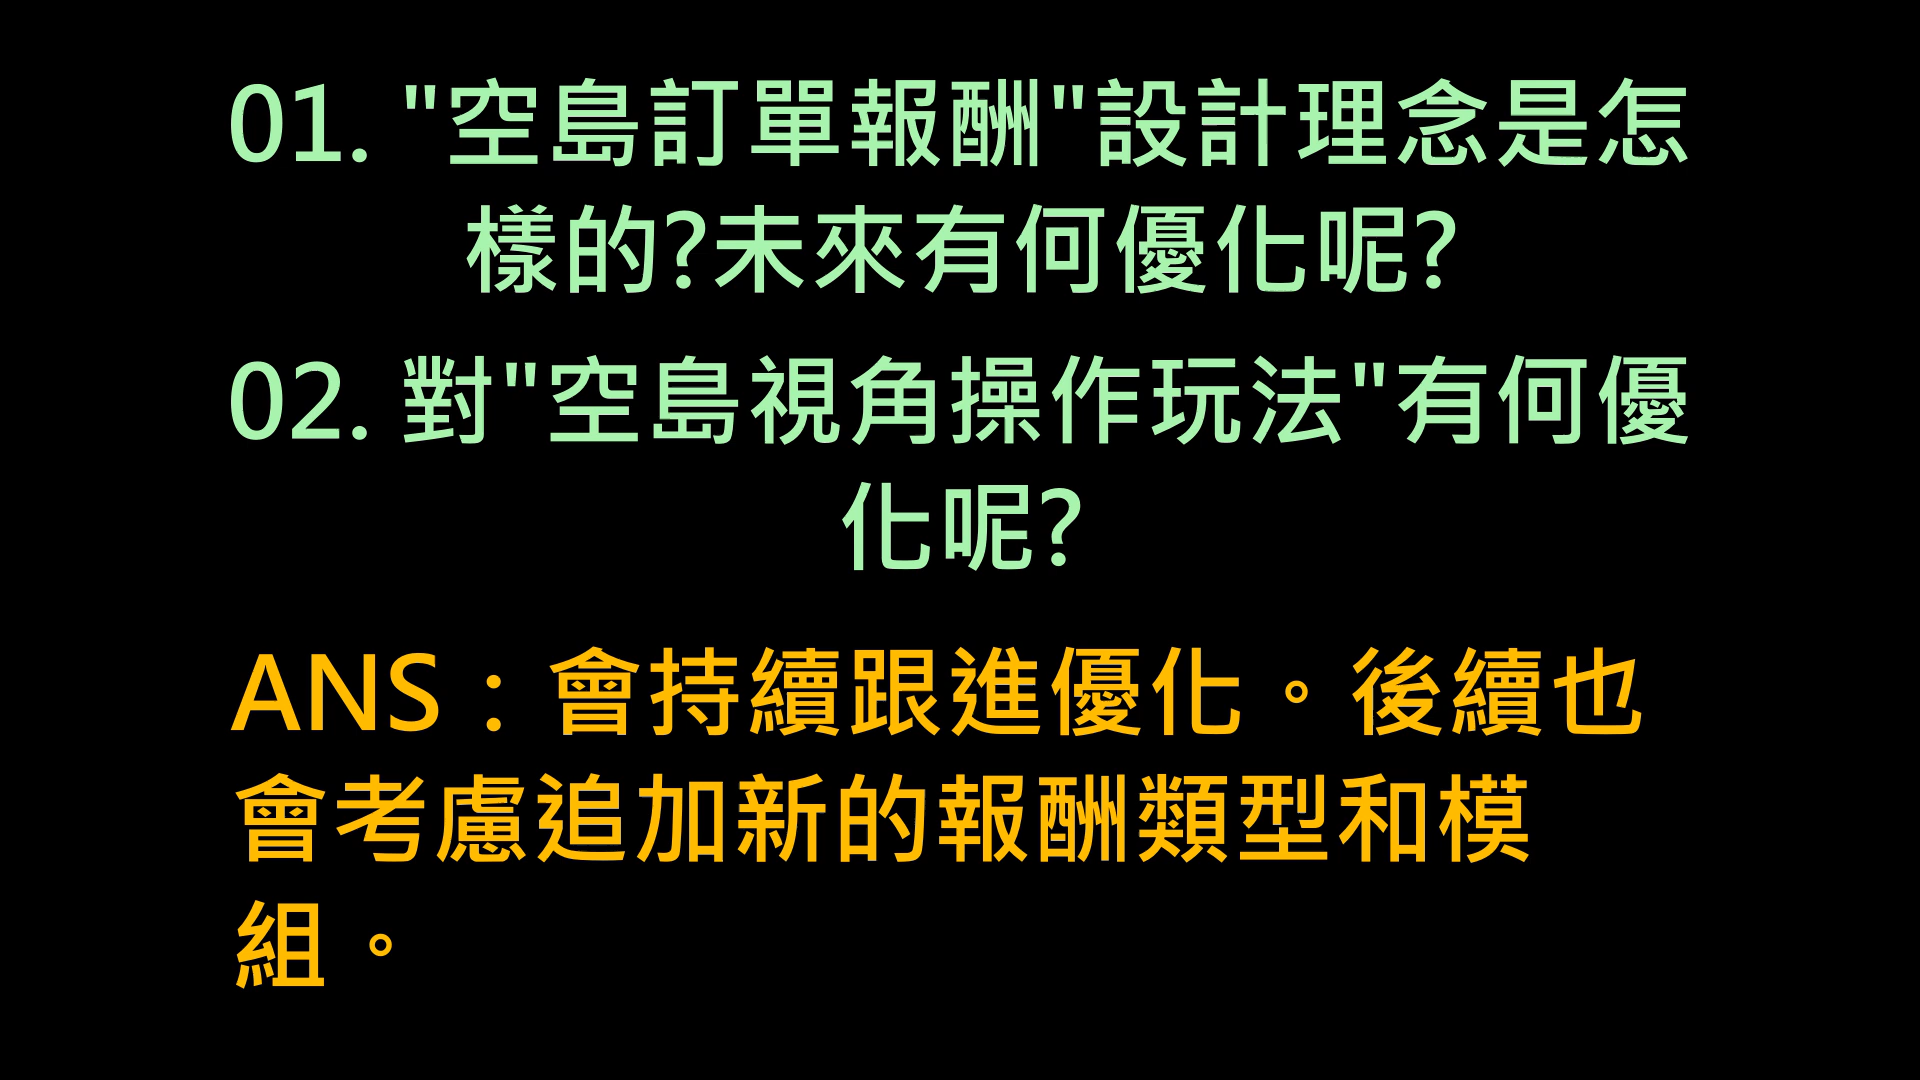 01. "空島訂單報酬"設計理念是怎
樣的?未來有何優化呢?
02. 對"空島視角操作玩法"有何優
化呢?
ANS：會持續跟進優化。後續也
會考慮追加新的報酬類型和模
組。